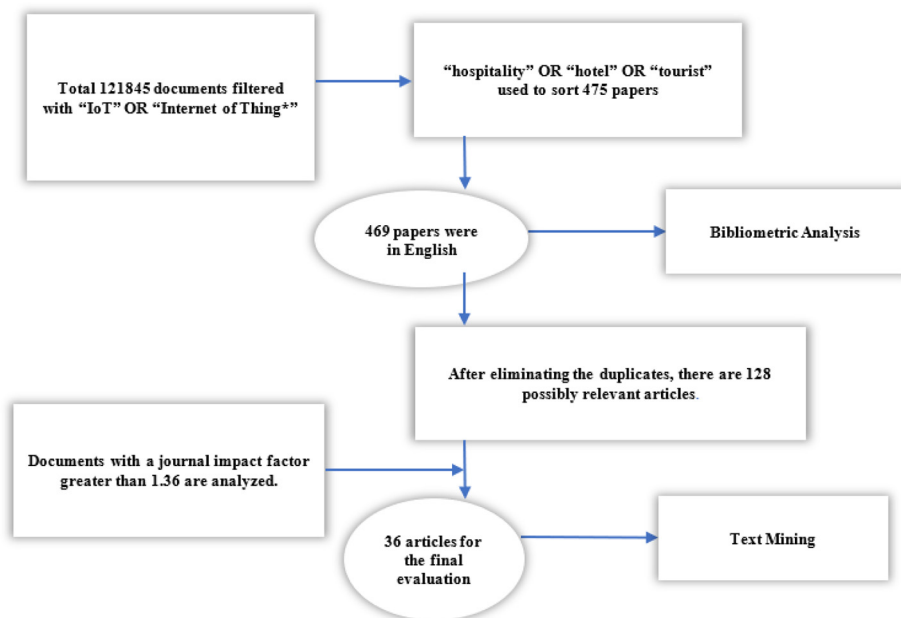 Total 121845 documents filtered
with “IoT” OR “Internet of Thing*”
“hospitality” OR “hotel” OR “tourist”
used to sort 475 papers
469 papers were
in English
Bibliometric Analysis
After eliminating the duplicates, there are 128
possibly relevant articles.
Documents with a journal impact factor
greater than 1.36 are analyzed.
36 articles for
the final
evaluation
Text Mining